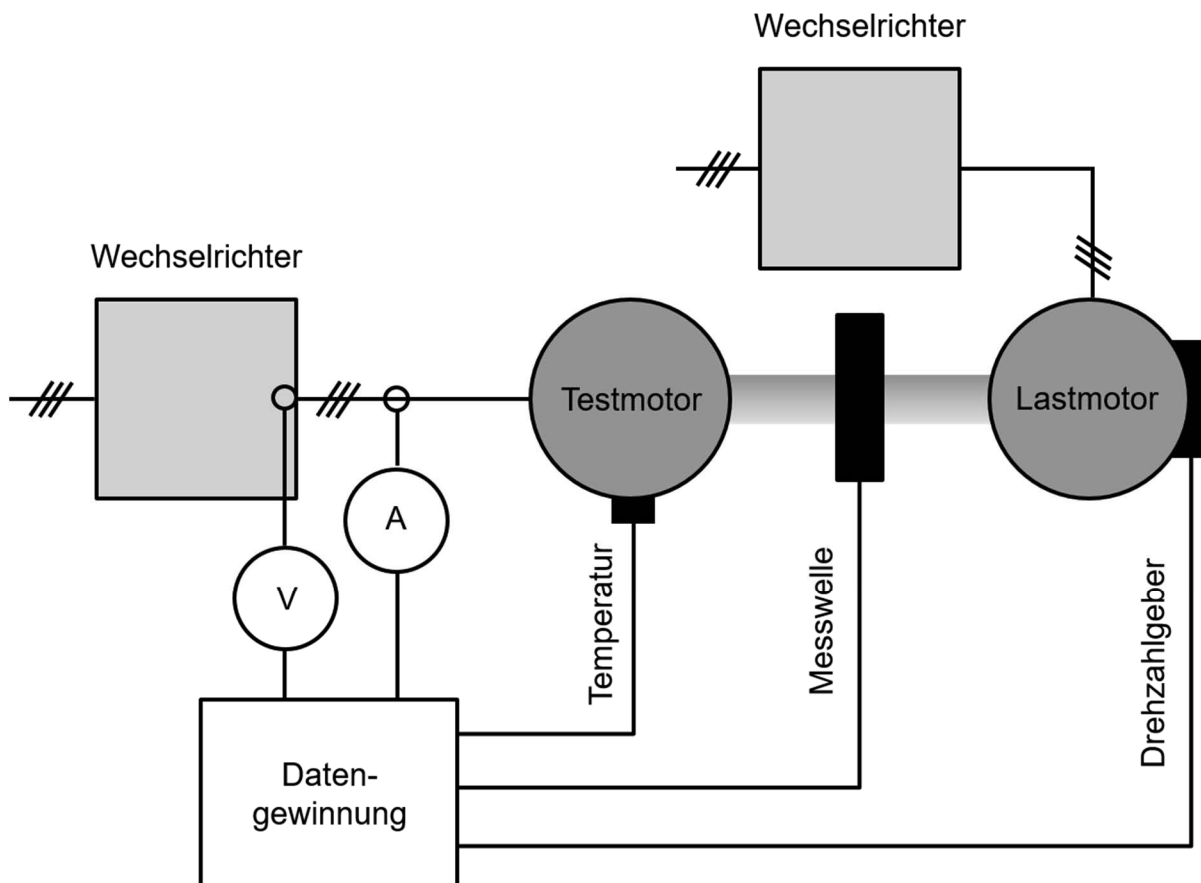 Wechselrichter
Wechselrichter
Testmotor
Lastmotor
A
V
Temperatur
Messwelle
Drehzahlgeber
Daten-
gewinnung